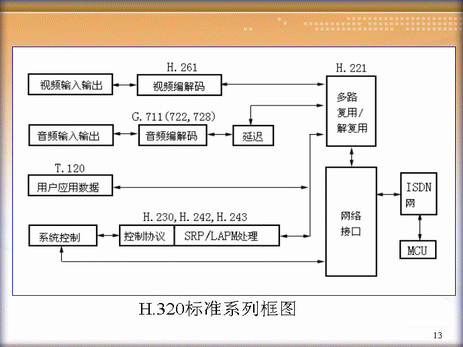 H.261
H.221
视频输入输出
视频编解码
多路
复用/
解复用
G.711(722,728)
音频输入输出
音频编解码
延迟
T.120
用户应用数据
ISDN
网
网络
接口
H.230,H.242,H.243
系统控制
控制协议
SRP/LAPM处理
MCU
H.320标准系列框图
13